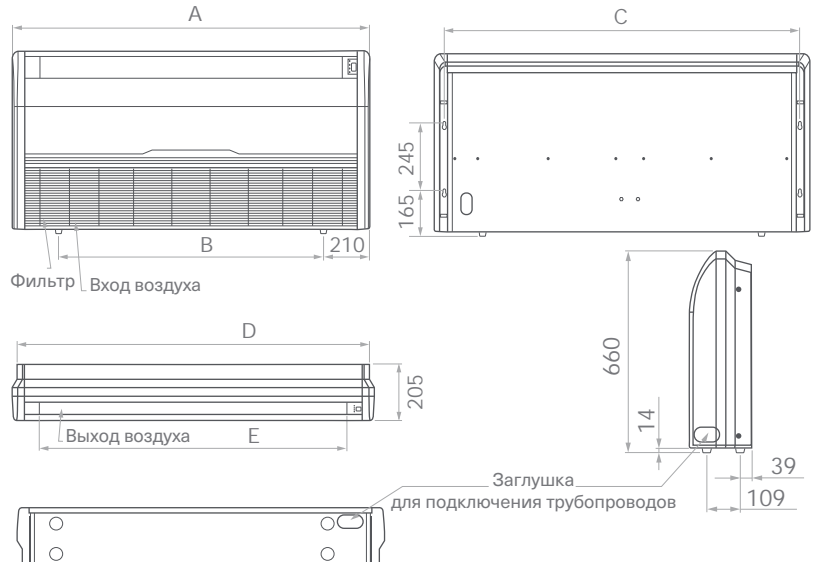 A
C
245
165
B
210
Фильтр
Вход воздуха
D
205
660
14
Выход воздуха
E
39
109
Заглушка
для подключения трубопроводов